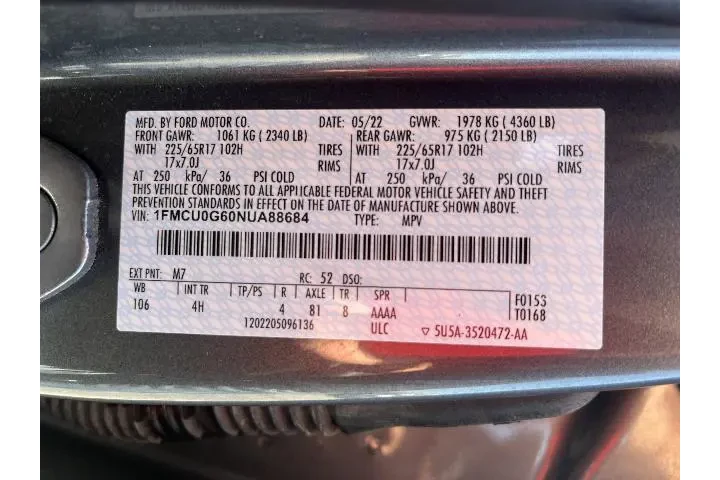 MFD. BY FORD MOTOR CO. DATE: 05/22 GVWR: 1978 KG ( 4360 LB)
FRONT GAWR: 1061 KG ( 2340 LB) REAR GAWR: 975 KG ( 2150 LB)
WITH 225/65R17 102H TIRES WITH 225/65R17 102H TIRES
17x7.0J RIMS 17x7.0J RIMS
AT 250 kPa/ 36 PSI COLD AT 250 kPa/ 36 PSI COLD
THIS VEHICLE CONFORMS TO ALL APPLICABLE FEDERAL MOTOR VEHICLE SAFETY AND THEFT
PREVENTION STANDARDS IN EFFECT ON THE DATE OF MANUFACTURE SHOWN ABOVE.
VIN: 1FMCU0G60NUA88684 TYPE: MPV
EXT PNT: M7 RC: 52 DSO:
WB INT TR TP/PS R AXLE TR SPR
106 4H 4 81 8 AAAA
1202205096136 ULC
F0153
T0168
▽ 5U5A-3520472-AA